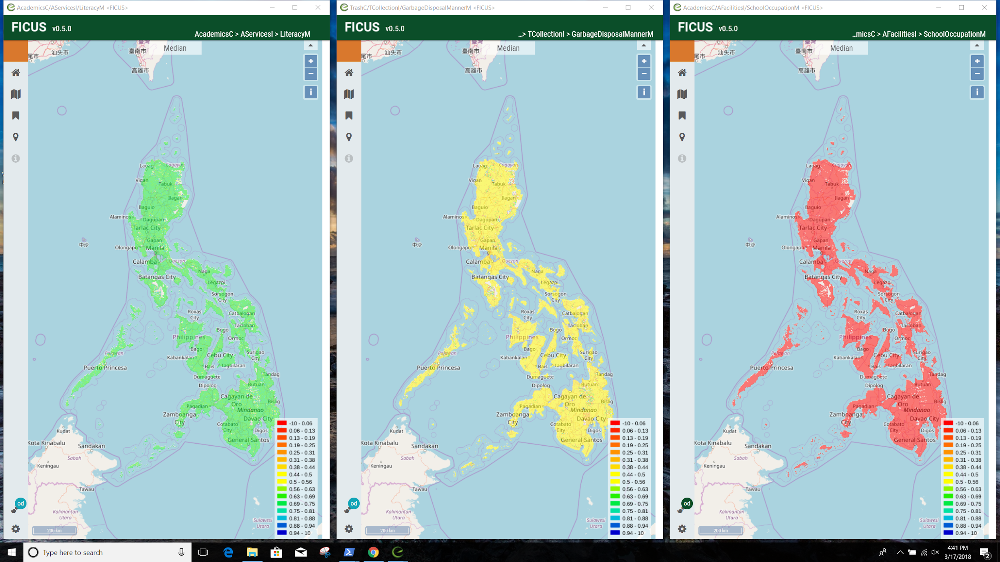 AcademicsC/AServicesI/LiteracyM <FICUS>
FICUS v0.5.0
AcademicsC > AServicesI > LiteracyM
Median
汕头市
尾市
臺南市
高雄市
+
−
i
Laoag
Cagayan
Vigan
Tabuk
Ilagan
Baguio
Alaminos
Dagupan
Tarlac City
中沙
Gapan
Olongapo
Manila
Calamba
Quezon
Batangas City
Naga
Legazpi
Sorsogon
City
Roxas
City
Catbalogan
Tacloban
Bogo
Philippines
Ormoc
Bago
Palawan
Kabankalan
Cebu City
Surigao
City
Puerto Princesa
Bais
Tagbilaran
Dumaguete
Tandag
Dipolog
Butuan
Cagayan de
Oro
Bislig
Pagadian
Mindanao
Zamboanga
City
Davao City
Cotabato
City
Digos
General Santos
Kudat
Kota Kinabalu
Sandakan
Sabah
Keningau
Tawau
Kalimantan
Utara
Sulawesi
Utara
od
200 km
-10 - 0.06
0.06 - 0.13
0.13 - 0.19
0.19 - 0.25
0.25 - 0.31
0.31 - 0.38
0.38 - 0.44
0.44 - 0.5
0.5 - 0.56
0.56 - 0.63
0.63 - 0.69
0.69 - 0.75
0.75 - 0.81
0.81 - 0.88
0.88 - 0.94
0.94 - 10
TrashC/TCollectionI/GarbageDisposalMannerM <FICUS>
FICUS v0.5.0
...> TCollectionI > GarbageDisposalMannerM
Median
汕头市
尾市
臺南市
高雄市
+
−
i
Laoag
Cagayan
Vigan
Tabuk
Ilagan
Baguio
Alaminos
Dagupan
Tarlac City
中沙
Gapan
Olongapo
Manila
Calamba
Quezon
Batangas City
Naga
Legazpi
Sorsogon
City
Roxas
City
Catbalogan
Tacloban
Bogo
Philippines
Ormoc
Bago
Palawan
Kabankalan
Cebu City
Surigao
City
Puerto Princesa
Bais
Tagbilaran
Dumaguete
Tandag
Dipolog
Butuan
Cagayan de
Oro
Bislig
Pagadian
Mindanao
Zamboanga
City
Davao City
Cotabato
City
Digos
General Santos
Kudat
Kota Kinabalu
Sandakan
Sabah
Keningau
Tawau
Kalimantan
Utara
Sulawesi
Utara
od
200 km
-10 - 0.06
0.06 - 0.13
0.13 - 0.19
0.19 - 0.25
0.25 - 0.31
0.31 - 0.38
0.38 - 0.44
0.44 - 0.5
0.5 - 0.56
0.56 - 0.63
0.63 - 0.69
0.69 - 0.75
0.75 - 0.81
0.81 - 0.88
0.88 - 0.94
0.94 - 10
AcademicsC/AFacilitiesI/SchoolOccupationM <FICUS>
FICUS v0.5.0
...micsC > AFacilitiesI > SchoolOccupationM
Median
汕头市
尾市
臺南市
高雄市
+
−
i
Laoag
Cagayan
Vigan
Tabuk
Ilagan
Baguio
Alaminos
Dagupan
Tarlac City
中沙
Gapan
Olongapo
Manila
Calamba
Quezon
Batangas City
Naga
Legazpi
Sorsogon
City
Roxas
City
Catbalogan
Tacloban
Bogo
Philippines
Ormoc
Bago
Palawan
Kabankalan
Cebu City
Surigao
City
Puerto Princesa
Bais
Tagbilaran
Dumaguete
Tandag
Dipolog
Butuan
Cagayan de
Oro
Bislig
Pagadian
Mindanao
Zamboanga
City
Davao City
Cotabato
City
Digos
General Santos
Kudat
Kota Kinabalu
Sandakan
Sabah
Keningau
Tawau
Kalimantan
Utara
Sulawesi
Utara
od
200 km
-10 - 0.06
0.06 - 0.13
0.13 - 0.19
0.19 - 0.25
0.25 - 0.31
0.31 - 0.38
0.38 - 0.44
0.44 - 0.5
0.5 - 0.56
0.56 - 0.63
0.63 - 0.69
0.69 - 0.75
0.75 - 0.81
0.81 - 0.88
0.88 - 0.94
0.94 - 10
Type here to search
4:41 PM
3/17/2018
2